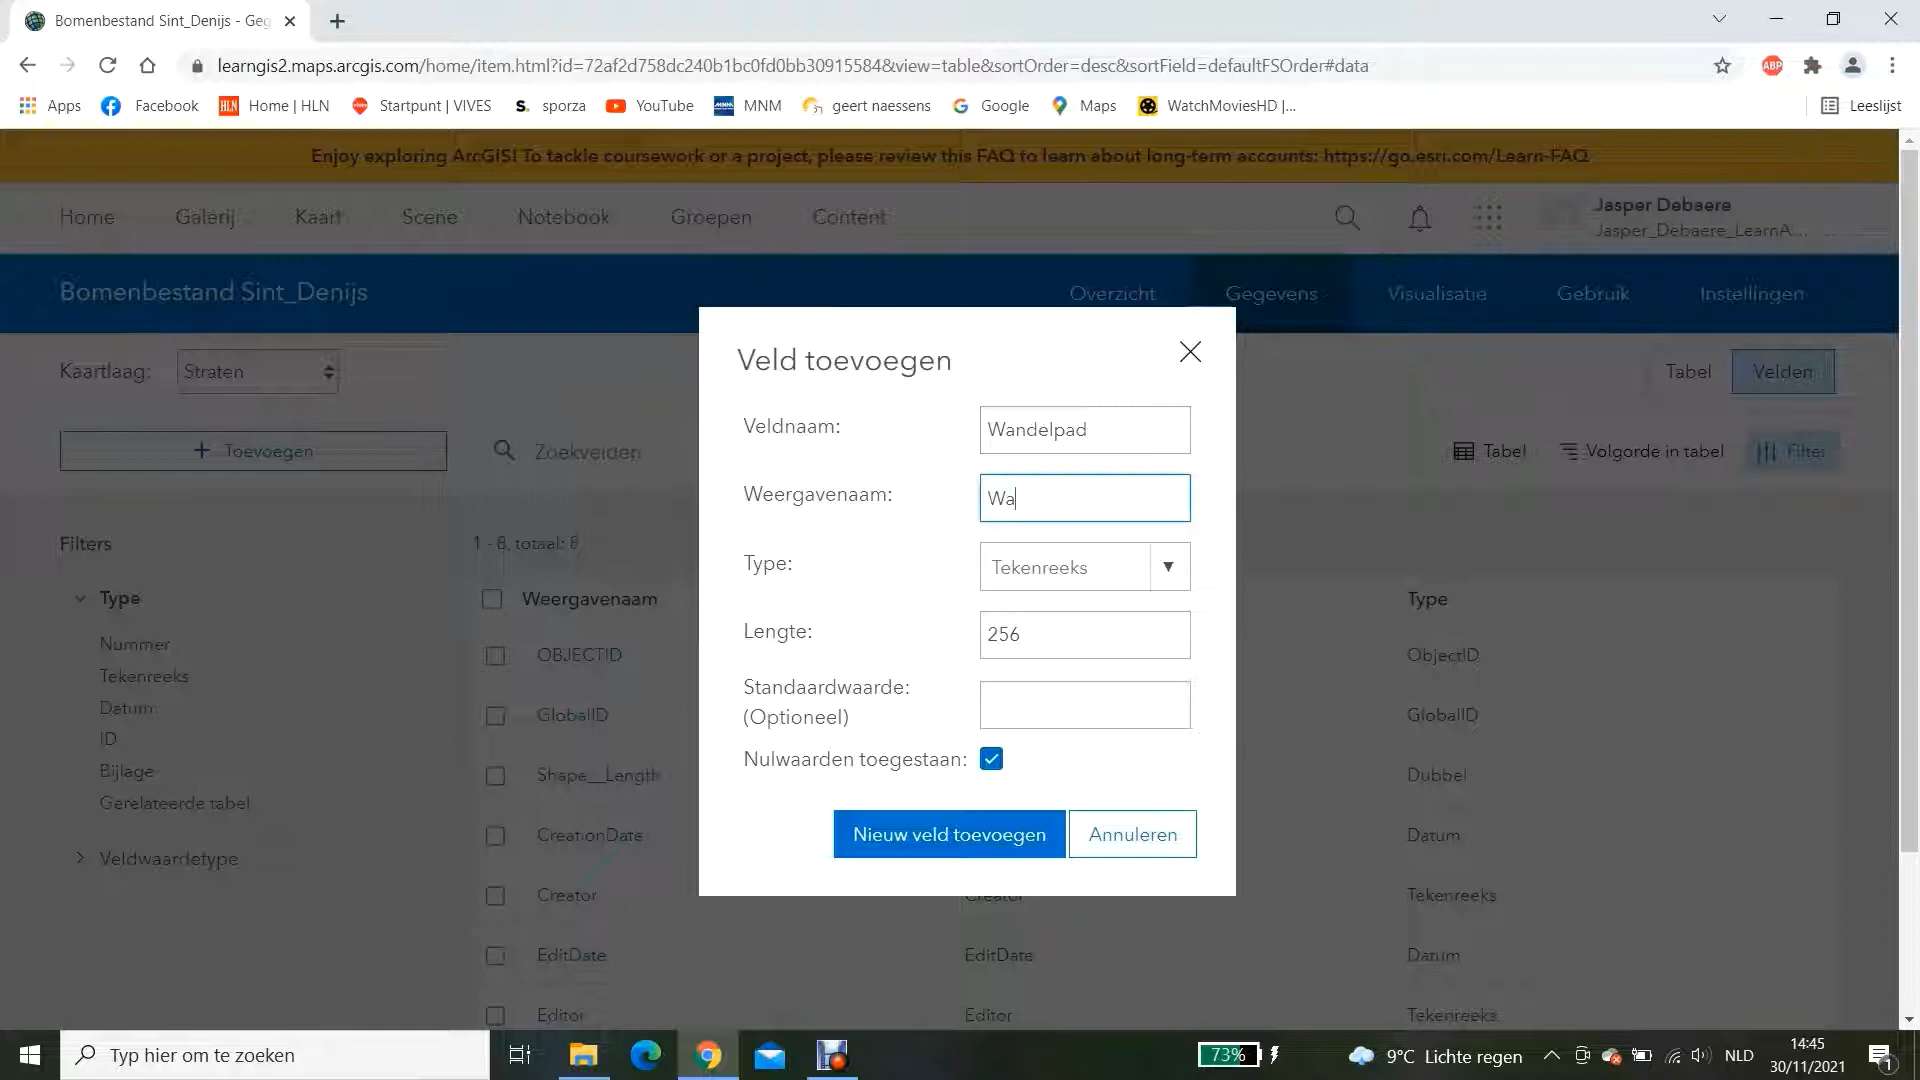 Bomenbestand Sint_Denijs - Geg
learngis2.maps.arcgis.com/home/item.html?id=72af2d758dc240b1bc0fd0bb30915584&view=table&sortOrder=desc&sortField=defaultFSOrder#data
ABP
Apps Facebook HLN Home | HLN Startpunt | VIVES S. sporza YouTube MNM MNM geert naessens Google Maps WatchMoviesHD |... Leeslijst
Enjoy exploring ArcGIS! To tackle coursework or a project, please review this FAQ to learn about long-term accounts: https://go.esri.com/Learn-FAQ
Home Galerij Kaart Scene Notebook Groepen Content Jasper Debaere
Jasper_Debaere_LearnA...
Bomenbestand Sint_Denijs Overzicht Gegevens Visualisatie Gebruik Instellingen
Kaartlaag: Straten Tabel Velden
+ Toevoegen Zoekvelden Tabel Volgorde in tabel Filter
Veld toevoegen
Veldnaam: Wandelpad
Weergavenaam: Wa
Type: Tekenreeks
Lengte: 256
Standaardwaarde:
(Optioneel)
Nulwaarden toegestaan:
Nieuw veld toevoegen Annuleren
Filters 1 - 8, totaal: 8
Type
Nummer
Tekenreeks
Datum
ID
Bijlage
Gerelateerde tabel
Veldwaardetype
Weergavenaam Type
OBJECTID ObjectID
GlobalID GlobalID
Shape__Length Dubbel
CreationDate Datum
Creator Creator Tekenreeks
EditDate EditDate Datum
Editor Editor Tekenreeks
Typ hier om te zoeken 73% 9°C Lichte regen NLD 14:45
30/11/2021 1